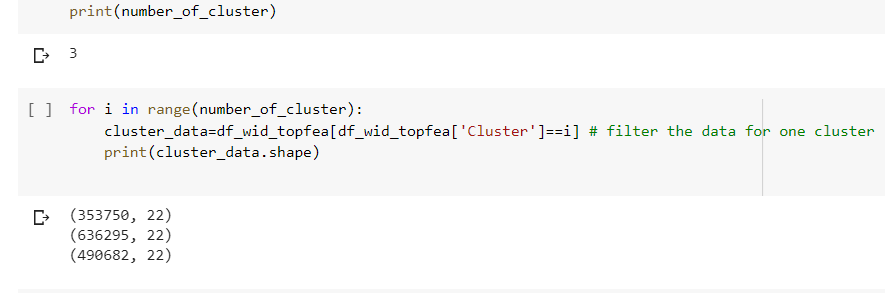 print(number_of_cluster)
3
[ ] for i in range(number_of_cluster):
cluster_data=df_wid_topfea[df_wid_topfea['Cluster']==i] # filter the data for one cluster
print(cluster_data.shape)
(353750, 22)
(636295, 22)
(490682, 22)